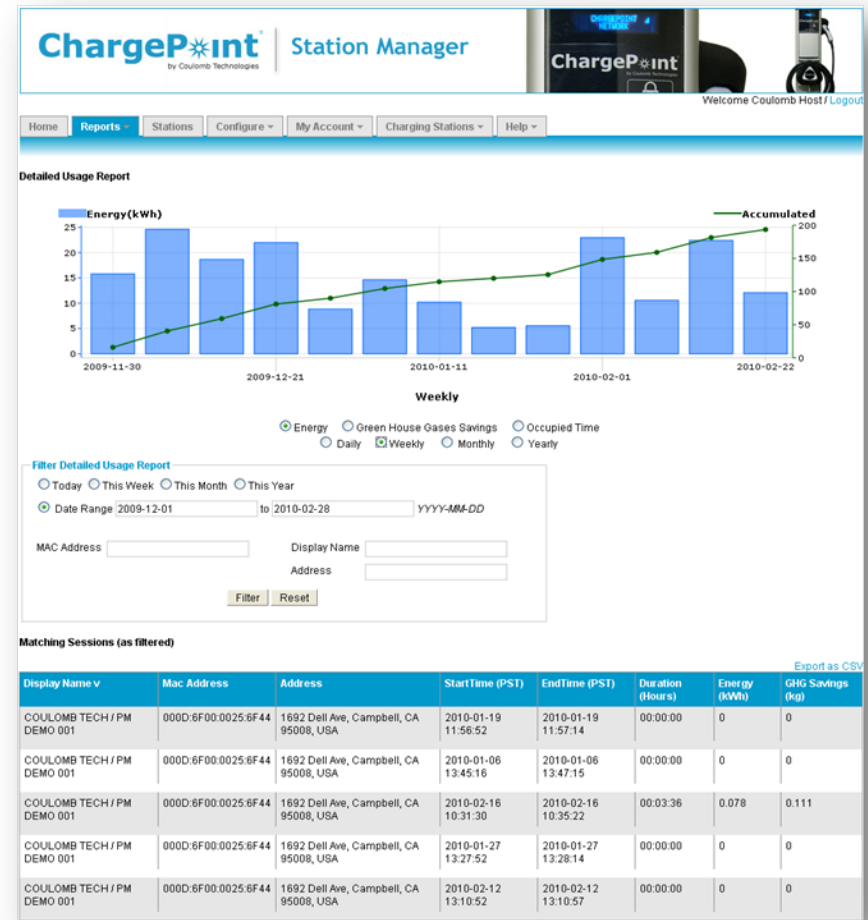 ChargePoint
by Coulomb Technologies
Station Manager
CHARGEPOINT
NETWORK
ChargePoint
by Coulomb Technologies
Welcome Coulomb Host / Logout
Home Reports Stations Configure My Account Charging Stations Help
Detailed Usage Report
Energy(kWh) Accumulated
25 200
20
150
15
100
10
5 50
0 0
2009-11-30 2009-12-21 2010-01-11 2010-02-01 2010-02-22
Weekly
Energy Green House Gases Savings Occupied Time
Daily Weekly Monthly Yearly
Filter Detailed Usage Report
Today This Week This Month This Year
Date Range 2009-12-01 to 2010-02-28 YYYY-MM-DD
MAC Address Display Name
Address
Filter Reset
Matching Sessions (as filtered)
Export as CSV
Display Name v Mac Address Address StartTime (PST) EndTime (PST) Duration Energy GHG Savings
(Hours) (kWh) (kg)
COULOMB TECH / PM 000D:6F00:0025:6F44 1692 Dell Ave, Campbell, CA 2010-01-19 2010-01-19 00:00:00 0 0
DEMO 001 95008, USA 11:56:52 11:57:14
COULOMB TECH / PM 000D:6F00:0025:6F44 1692 Dell Ave, Campbell, CA 2010-01-06 2010-01-06 00:00:00 0 0
DEMO 001 95008, USA 13:45:16 13:47:15
COULOMB TECH / PM 000D:6F00:0025:6F44 1692 Dell Ave, Campbell, CA 2010-02-16 2010-02-16 00:03:36 0.078 0.111
DEMO 001 95008, USA 10:31:30 10:35:22
COULOMB TECH / PM 000D:6F00:0025:6F44 1692 Dell Ave, Campbell, CA 2010-01-27 2010-01-27 00:00:00 0 0
DEMO 001 95008, USA 13:27:52 13:28:14
COULOMB TECH / PM 000D:6F00:0025:6F44 1692 Dell Ave, Campbell, CA 2010-02-12 2010-02-12 00:00:00 0 0
DEMO 001 95008, USA 13:10:52 13:10:57